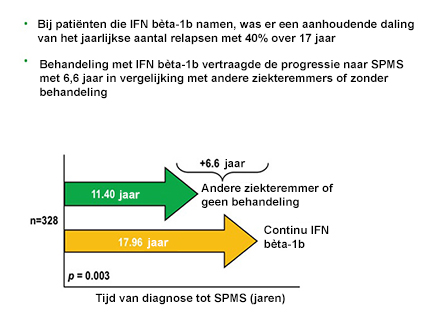 • Bij patiënten die IFN bèta-1b namen, was er een aanhoudende daling
van het jaarlijkse aantal relapsen met 40% over 17 jaar
• Behandeling met IFN bèta-1b vertraagde de progressie naar SPMS
met 6,6 jaar in vergelijking met andere ziekteremmers of zonder
behandeling
+6.6 jaar
11.40 jaar
Andere ziekteremmer of
geen behandeling
n=328
17.96 jaar
Continu IFN
bèta-1b
p = 0.003
Tijd van diagnose tot SPMS (jaren)